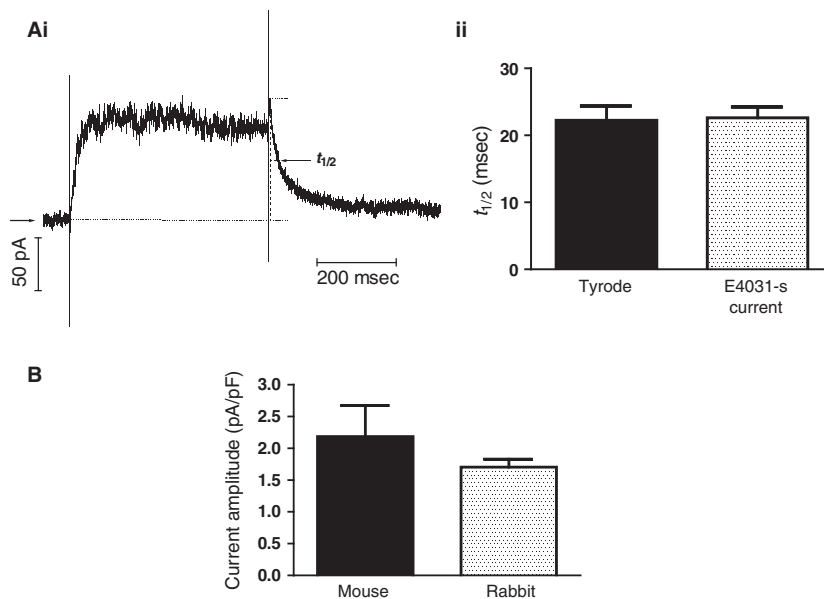 Ai
t1/2
50 pA
200 msec
ii
30
20
10
0
t1/2 (msec)
Tyrode
E4031-s
current
B
Current amplitude (pA/pF)
3.0
2.5
2.0
1.5
1.0
0.5
0.0
Mouse
Rabbit